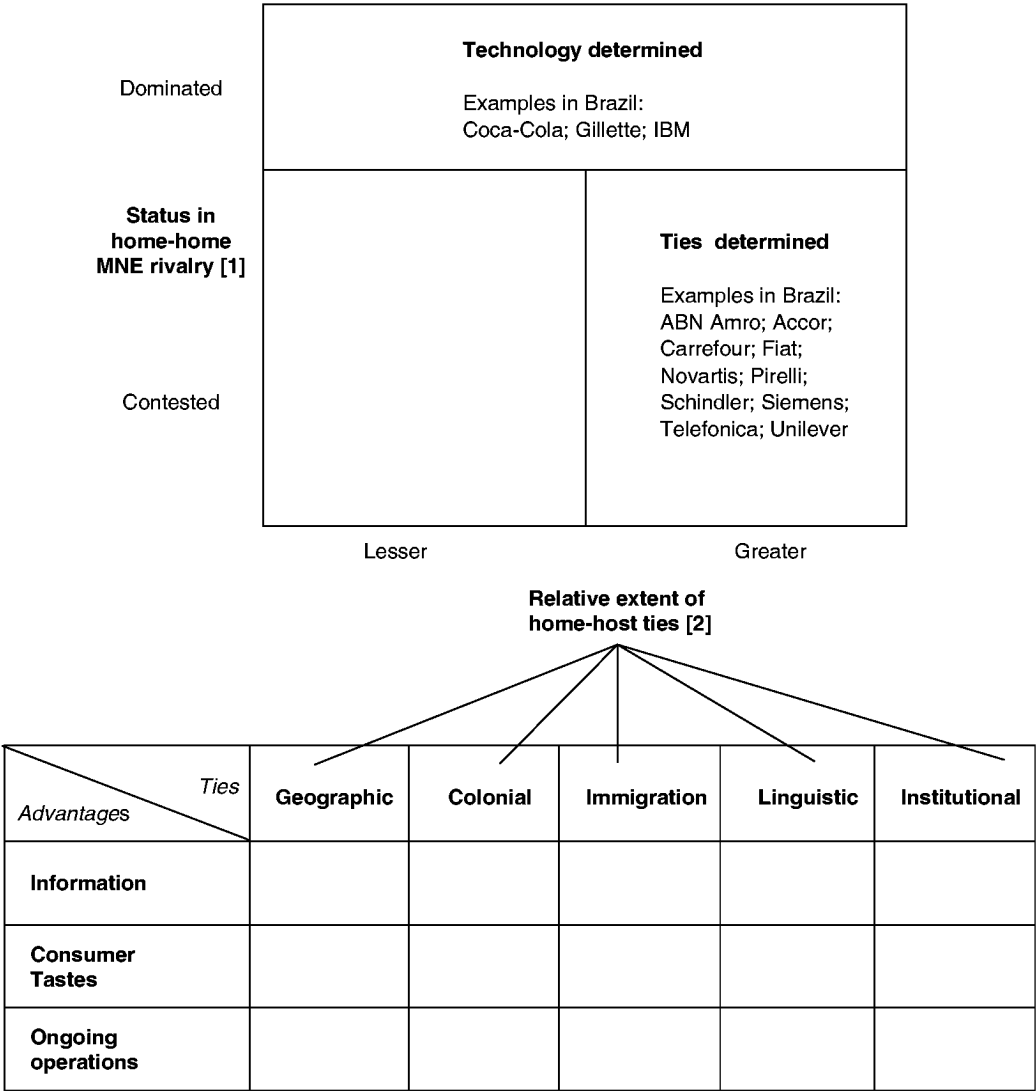 Technology determined
Dominated
Examples in Brazil:
Coca-Cola; Gillette; IBM
Status in
home-home
MNE rivalry [1]
Ties determined
Examples in Brazil:
ABN Amro; Accor;
Carrefour; Fiat;
Novartis; Pirelli;
Contested
Schindler; Siemens;
Telefonica; Unilever
Lesser
Greater
Relative extent of
home-host ties [2]
Ties
Advantages
Geographic
Colonial
Immigration
Linguistic
Institutional
Information
Consumer
Tastes
Ongoing
operations